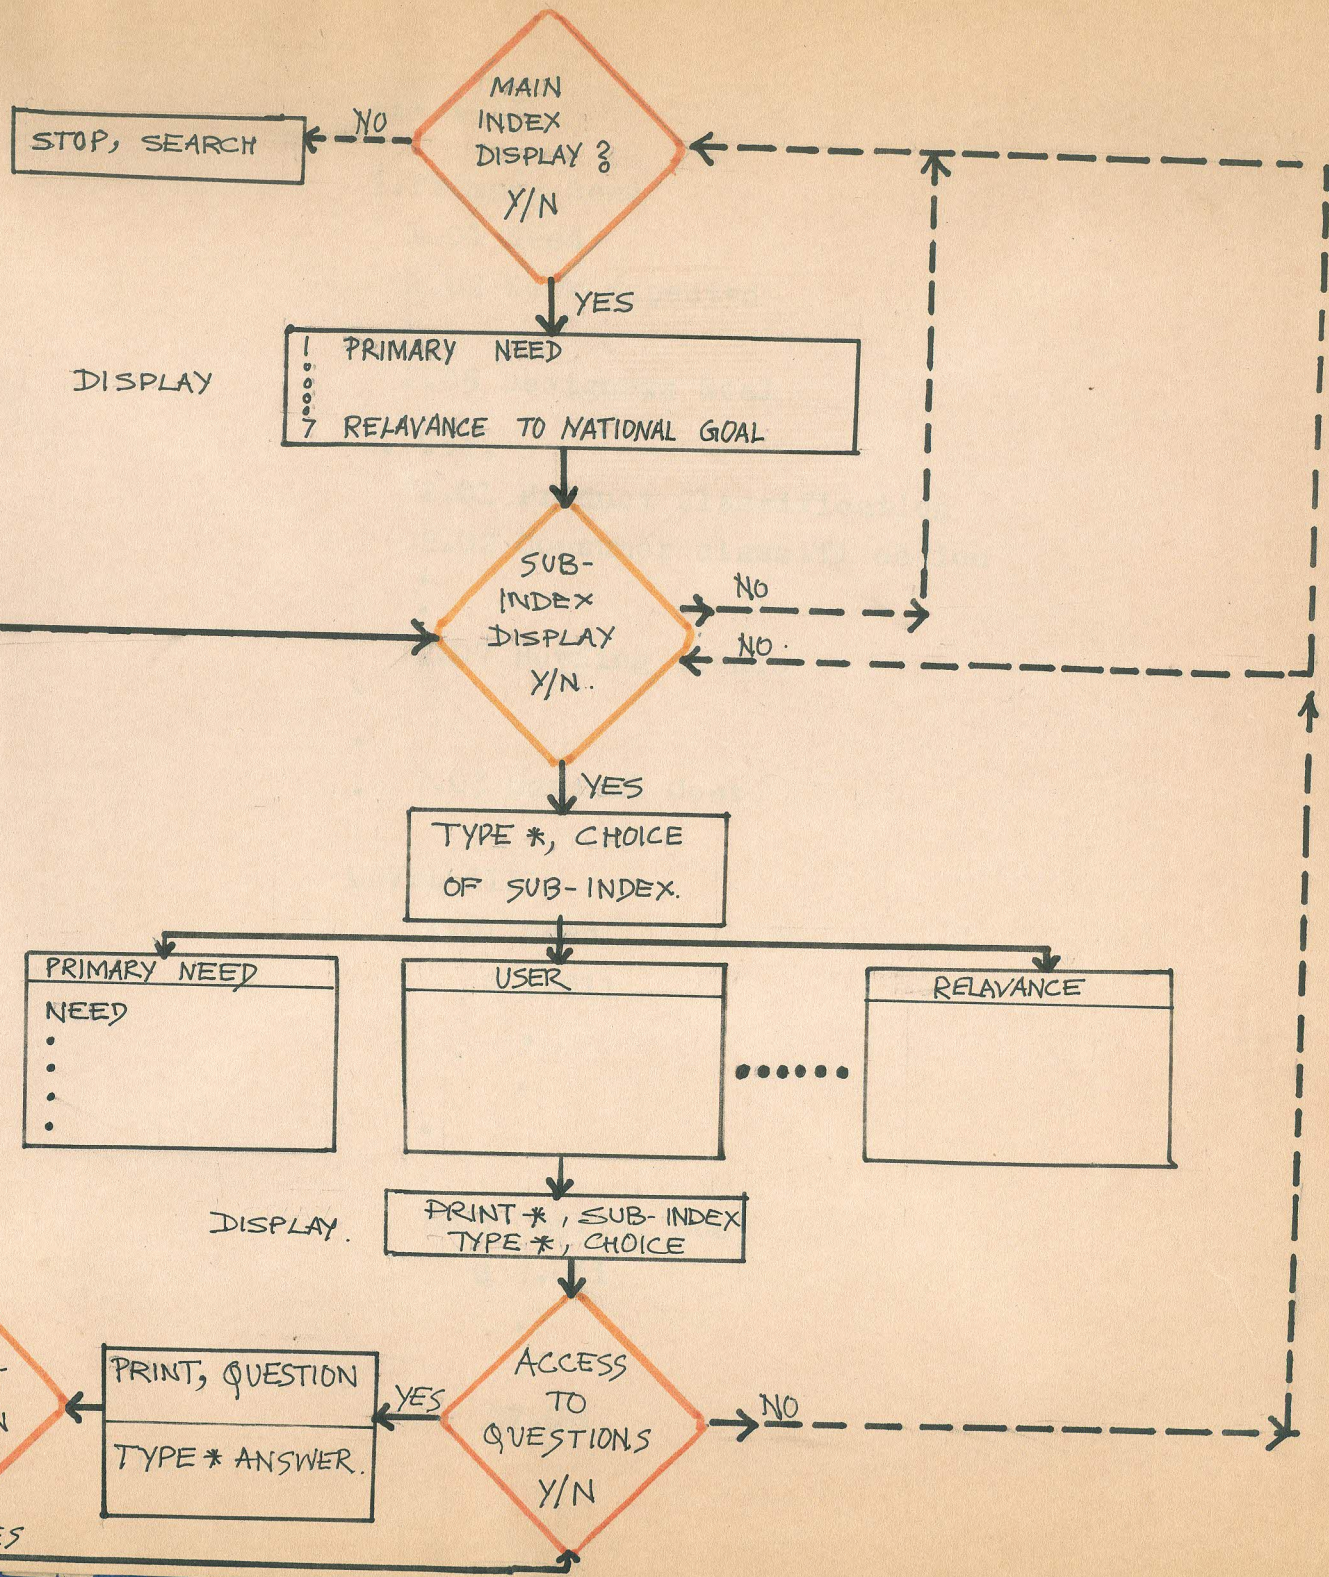 MAIN
INDEX
DISPLAY ?
Y/N
NO
STOP, SEARCH
YES
DISPLAY
1 PRIMARY NEED
7 RELAVANCE TO NATIONAL GOAL
SUB-
INDEX
DISPLAY
Y/N.
NO
NO.
YES
TYPE *, CHOICE
OF SUB-INDEX.
PRIMARY NEED
NEED
USER
RELAVANCE
DISPLAY.
PRINT *, SUB-INDEX
TYPE *, CHOICE
ACCESS
TO
QUESTIONS
Y/N
YES
NO
PRINT, QUESTION
TYPE * ANSWER.
N
ES